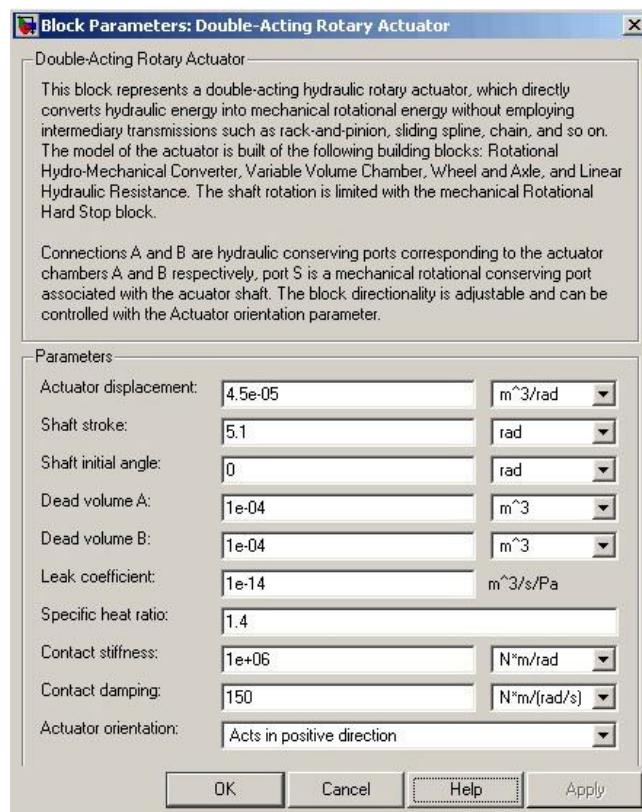 Block Parameters: Double-Acting Rotary Actuator
Double-Acting Rotary Actuator
This block represents a double-acting hydraulic rotary actuator, which directly
converts hydraulic energy into mechanical rotational energy without employing
intermediary transmissions such as rack-and-pinion, sliding spline, chain, and so on.
The model of the actuator is built of the following building blocks: Rotational
Hydro-Mechanical Converter, Variable Volume Chamber, Wheel and Axle, and Linear
Hydraulic Resistance. The shaft rotation is limited with the mechanical Rotational
Hard Stop block.
Connections A and B are hydraulic conserving ports corresponding to the actuator
chambers A and B respectively, port S is a mechanical rotational conserving port
associated with the acuator shaft. The block directionality is adjustable and can be
controlled with the Actuator orientation parameter.
Parameters
Actuator displacement: 4.5e-05 m^3/rad
Shaft stroke: 5.1 rad
Shaft initial angle: 0 rad
Dead volume A: 1e-04 m^3
Dead volume B: 1e-04 m^3
Leak coefficient: 1e-14 m^3/s/Pa
Specific heat ratio: 1.4
Contact stiffness: 1e+06 N*m/rad
Contact damping: 150 N*m/(rad/s)
Actuator orientation: Acts in positive direction
OK Cancel Help Apply